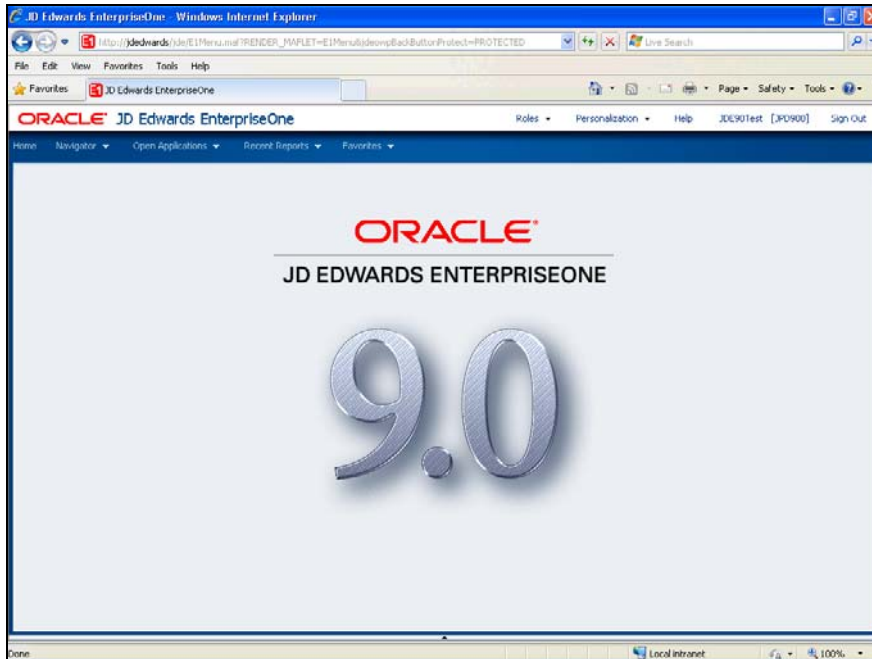 JD Edwards EnterpriseOne - Windows Internet Explorer
http://jdedwards/jde/E1Menu.maf?RENDER_MAFLET=E1Menu&jdeowpBackButtonProtect=PROTECTED
Live Search
File Edit View Favorites Tools Help
Favorites JD Edwards EnterpriseOne Page Safety Tools
ORACLE JD Edwards EnterpriseOne Roles Personalization Help JDE90Test [JPD900] Sign Out
Home Navigator Open Applications Recent Reports Favorites
ORACLE
JD EDWARDS ENTERPRISEONE
9.0
Done Local intranet 100%